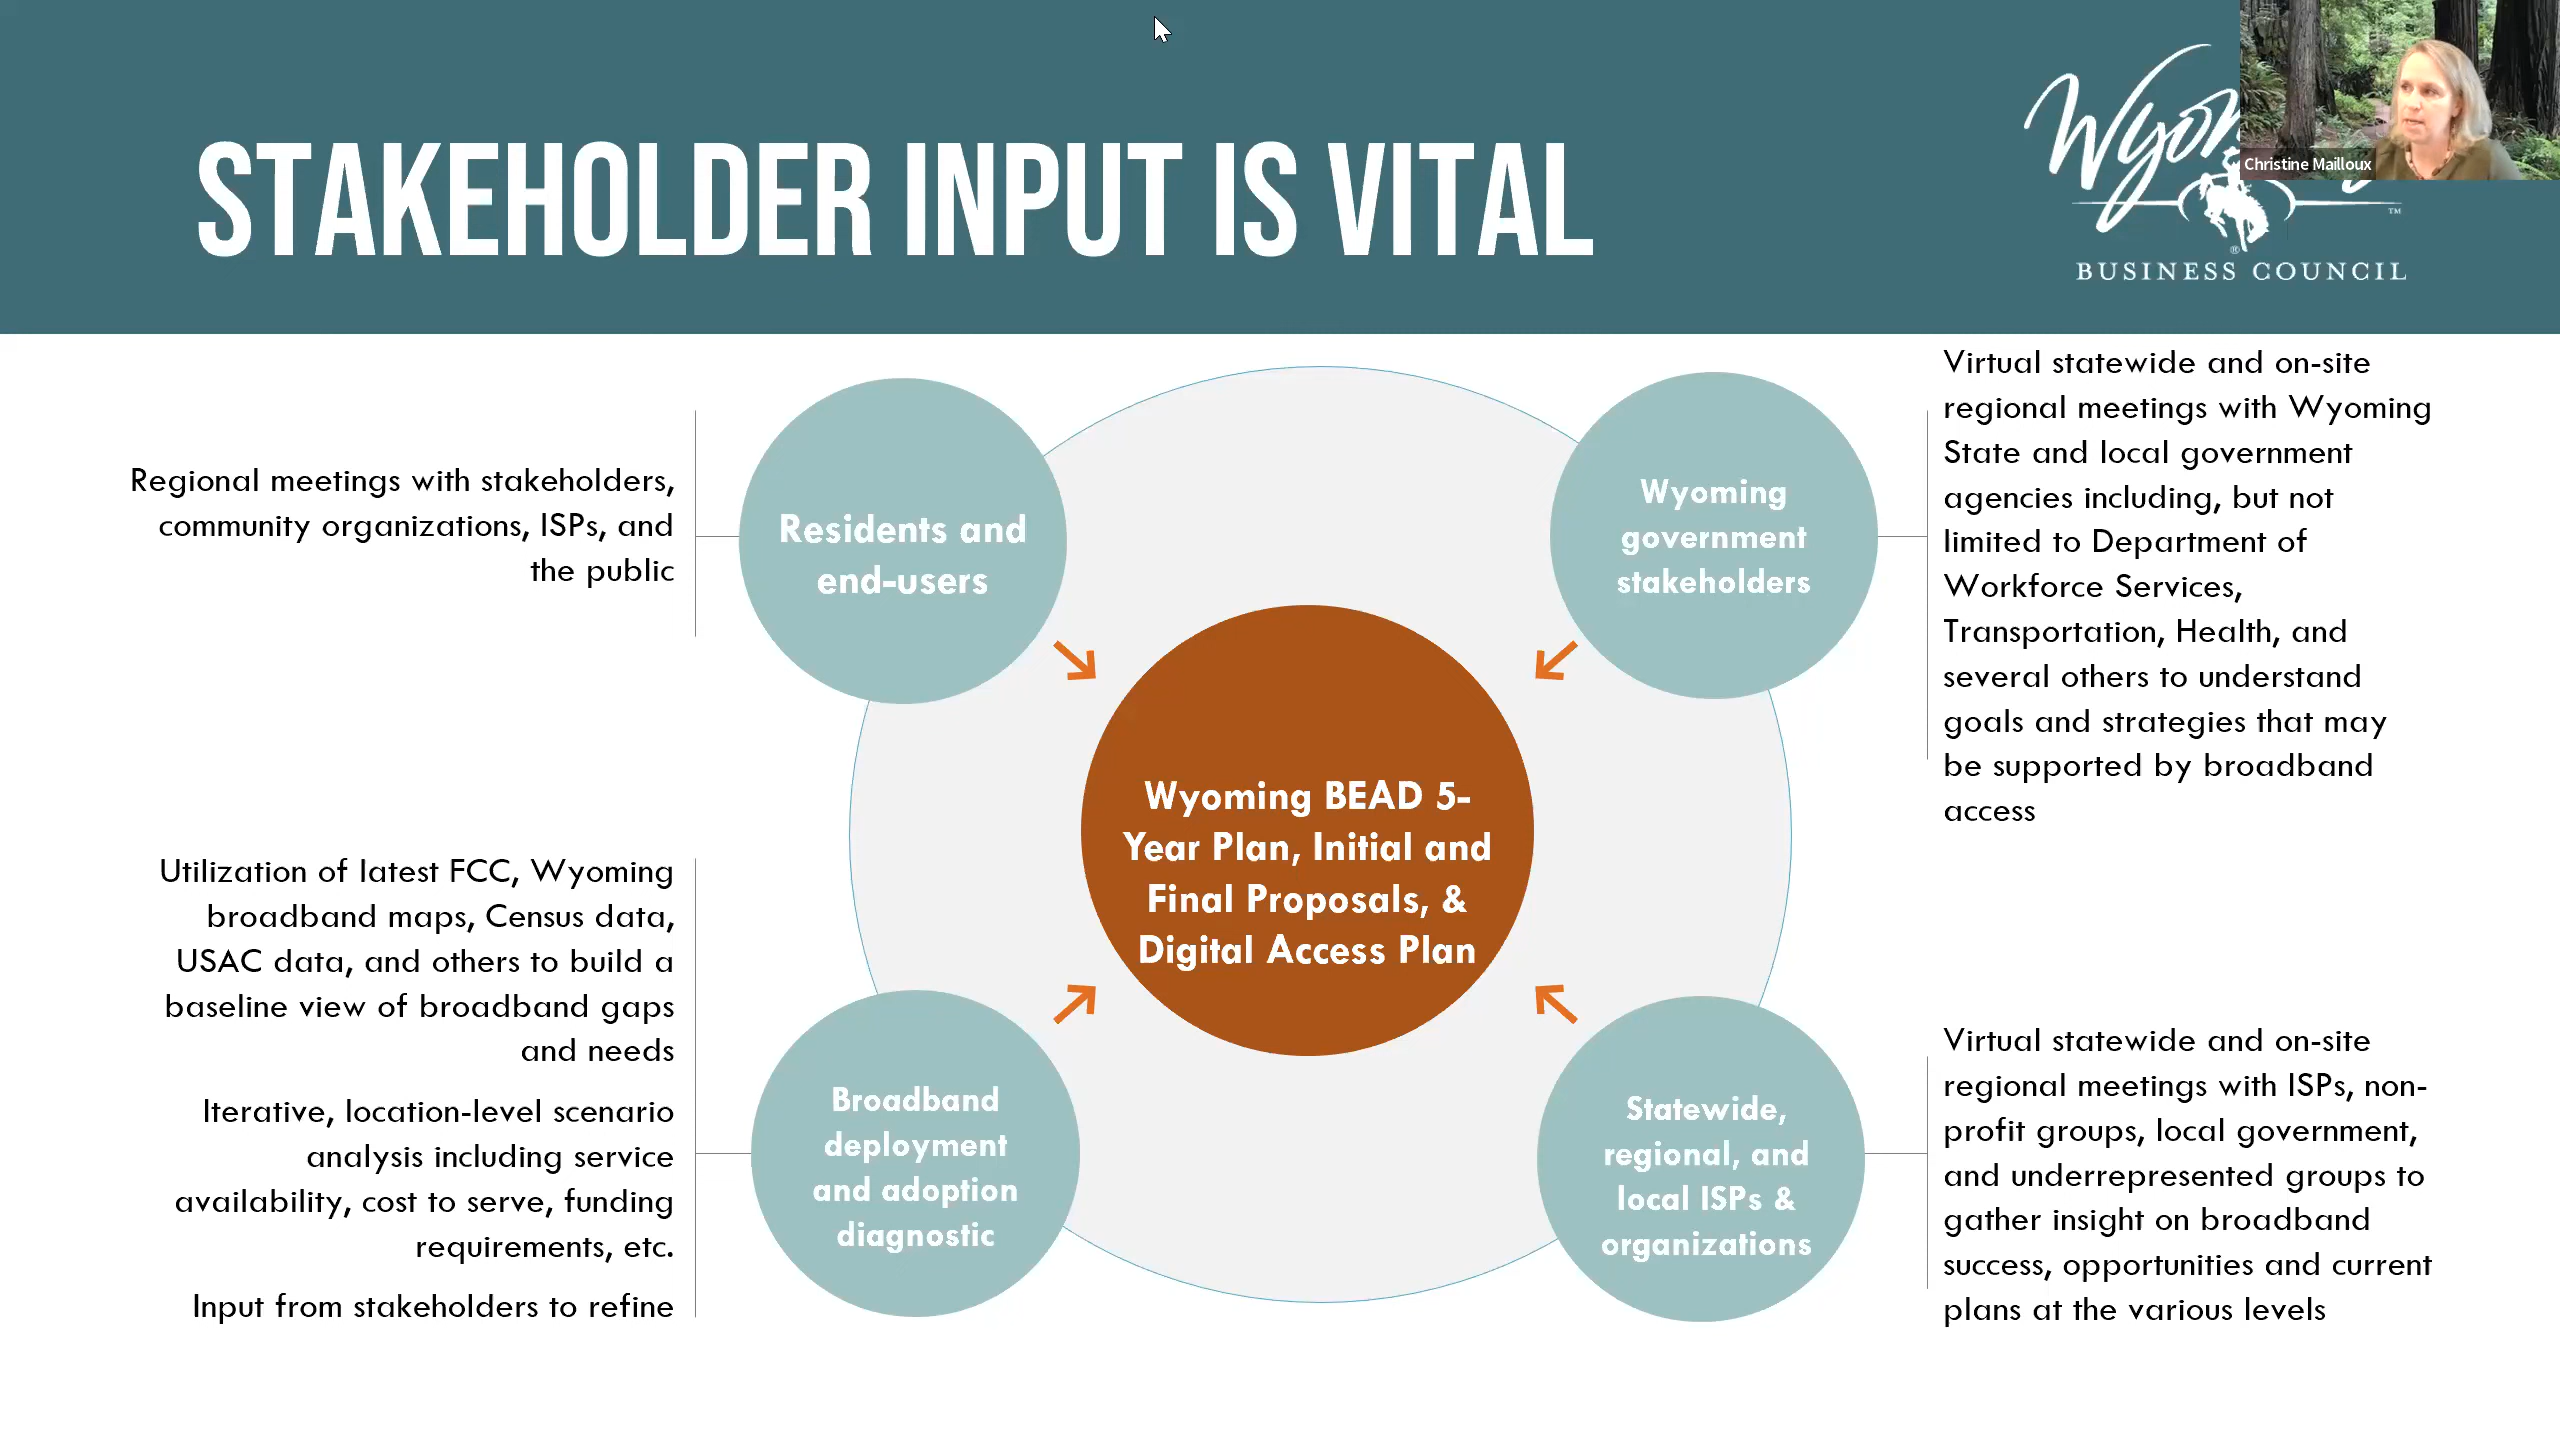 STAKEHOLDER INPUT IS VITAL
Christine Mailloux
™
®
BUSINESS COUNCIL
Regional meetings with stakeholders,
community organizations, ISPs, and
the public
Residents and
end-users
Wyoming
government
stakeholders
Virtual statewide and on-site
regional meetings with Wyoming
State and local government
agencies including, but not
limited to Department of
Workforce Services,
Transportation, Health, and
several others to understand
goals and strategies that may
be supported by broadband
access
Wyoming BEAD 5-
Year Plan, Initial and
Final Proposals, &
Digital Access Plan
Utilization of latest FCC, Wyoming
broadband maps, Census data,
USAC data, and others to build a
baseline view of broadband gaps
and needs
Iterative, location-level scenario
analysis including service
availability, cost to serve, funding
requirements, etc.
Input from stakeholders to refine
Broadband
deployment
and adoption
diagnostic
Statewide,
regional, and
local ISPs &
organizations
Virtual statewide and on-site
regional meetings with ISPs, non-
profit groups, local government,
and underrepresented groups to
gather insight on broadband
success, opportunities and current
plans at the various levels